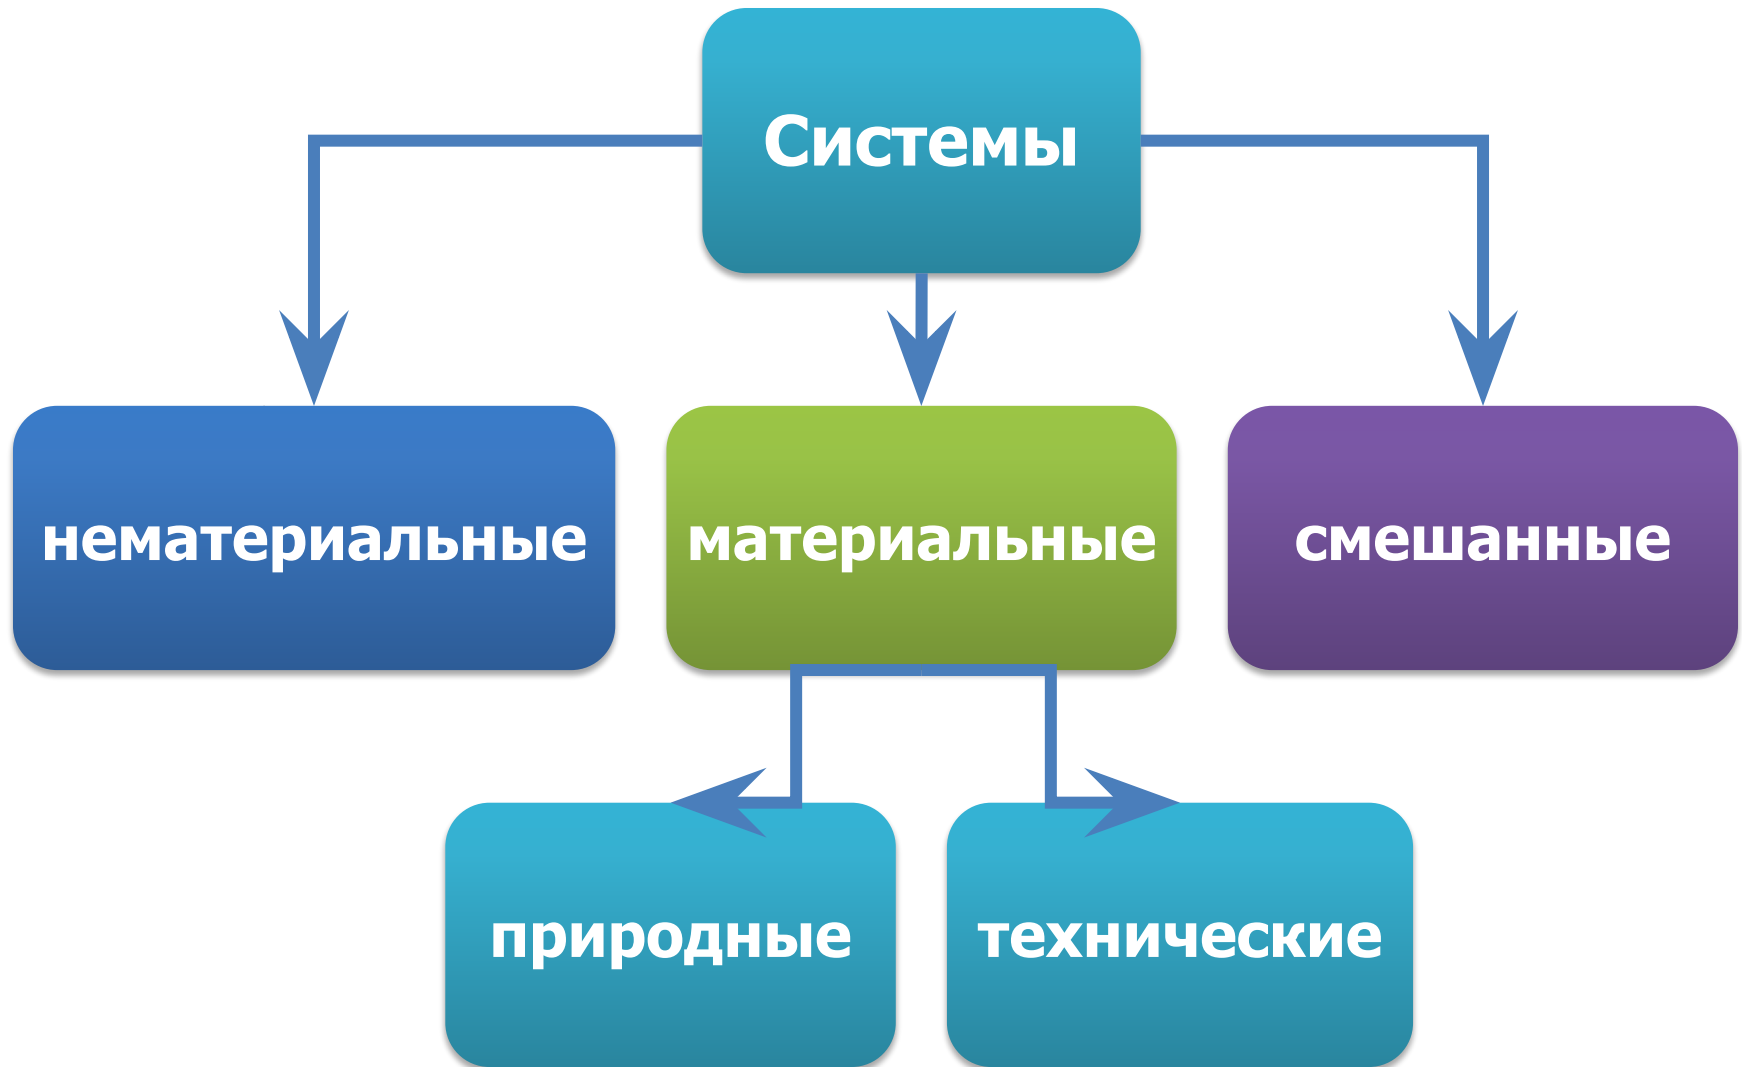 Системы
нематериальные
материальные
смешанные
природные
технические